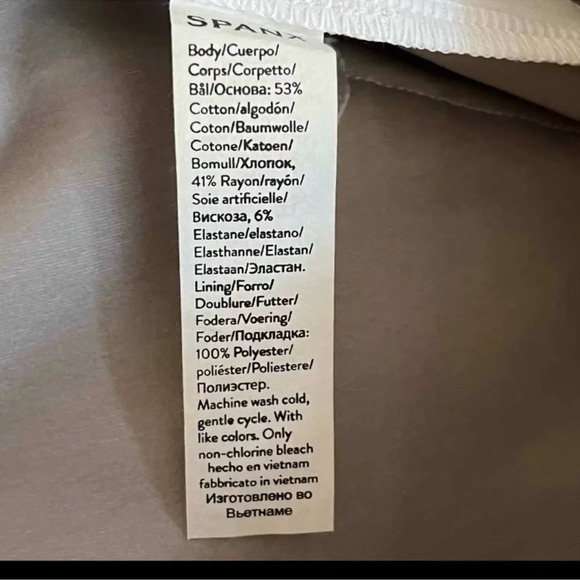 SPANX
Body/Cuerpo/
Corps/Corpetto/
Bål/Основа: 53%
Cotton/algodón/
Coton/Baumwolle/
Cotone/Katoen/
Bomull/Хлопок,
41% Rayon/rayón/
Soie artificielle/
Вискоза, 6%
Elastane/elastano/
Elasthanne/Elastan/
Elastaan/Эластан.
Lining/Forro/
Doublure/Futter/
Fodera/Voering/
Foder/Подкладка:
100% Polyester/
poliéster/Poliestere/
Полиэстер.
Machine wash cold,
gentle cycle. With
like colors. Only
non-chlorine bleach
hecho en vietnam
fabbricato in vietnam
Изготовлено во
Вьетнаме